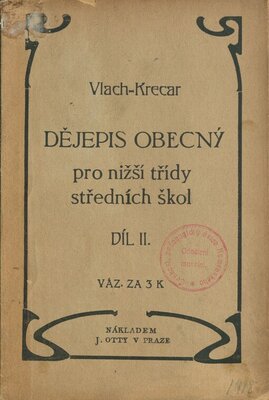 Vlach-Krecar
DĚJEPIS OBECNÝ
pro nižší třídy
středních škol
DÍL II.
VÁZ. ZA 3 K
NÁKLADEM
J. OTTY V PRAZE